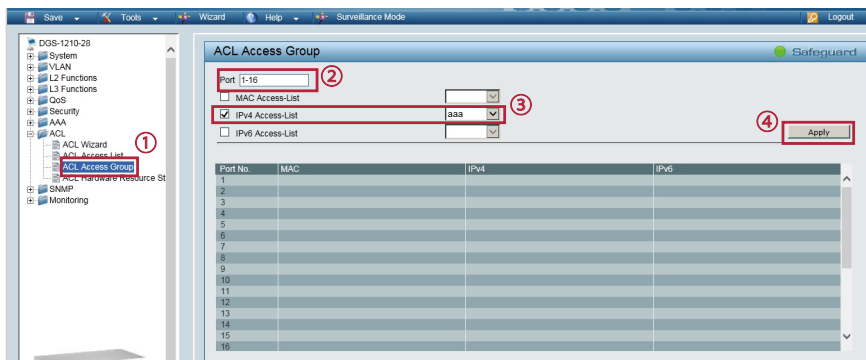 Save Tools Wizard Help Surveillance Mode Logout
DGS-1210-28
System
VLAN
L2 Functions
L3 Functions
QoS
Security
AAA
ACL
ACL Wizard
ACL Access List
ACL Access Group
ACL Hardware Resource St
SNMP
Monitoring
①
ACL Access Group Safeguard
Port 1-16 ②
MAC Access-List
IPv4 Access-List aaa ③
IPv6 Access-List
④ Apply
Port No. MAC IPv4 IPv6
1
2
3
4
5
6
7
8
9
10
11
12
13
14
15
16